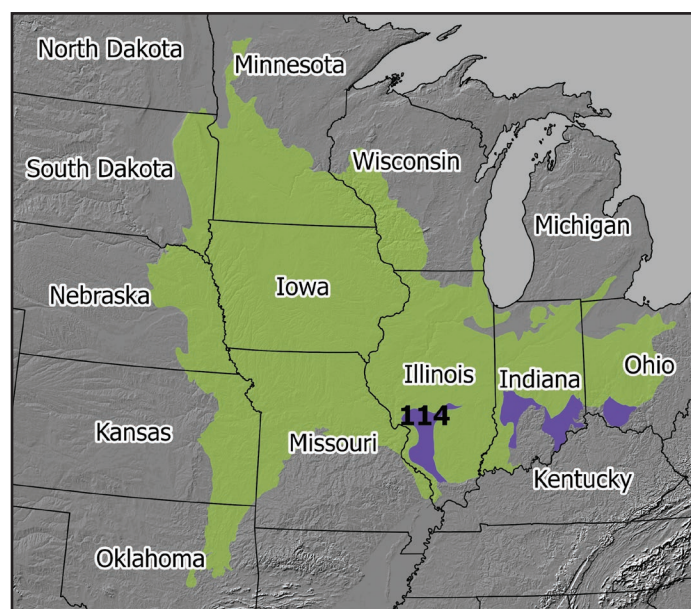 North Dakota
Minnesota
South Dakota
Wisconsin
Michigan
Nebraska
Iowa
Illinois
Indiana
Ohio
114
Kansas
Missouri
Kentucky
Oklahoma